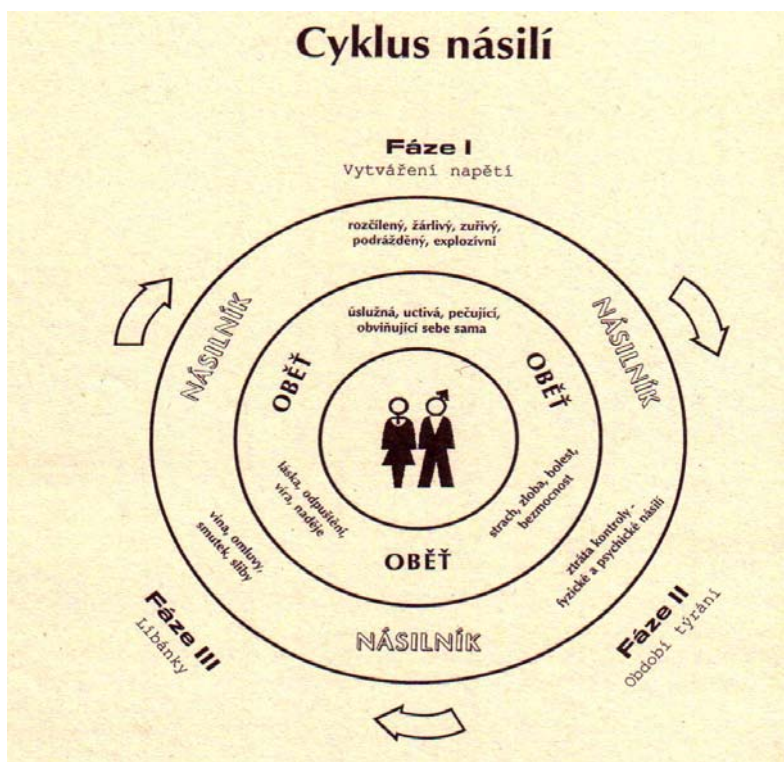 Cyklus násilí
Fáze I
Vytváření napětí
rozčílený, žárlivý, zuřivý,
podrážděný, explozívní
NÁSILNÍK
NÁSILNÍK
úslužná, uctivá, pečující,
obviňující sebe sama
OBĚŤ
OBĚŤ
láska, odpuštění,
víra, naděje
strach, zloba, bolest,
bezmocnost
OBĚŤ
vina, omluvy,
smutek, sliby
ztráta kontroly -
fyzické a psychické násilí
NÁSILNÍK
Fáze III
Líbánky
Fáze II
Období týrání